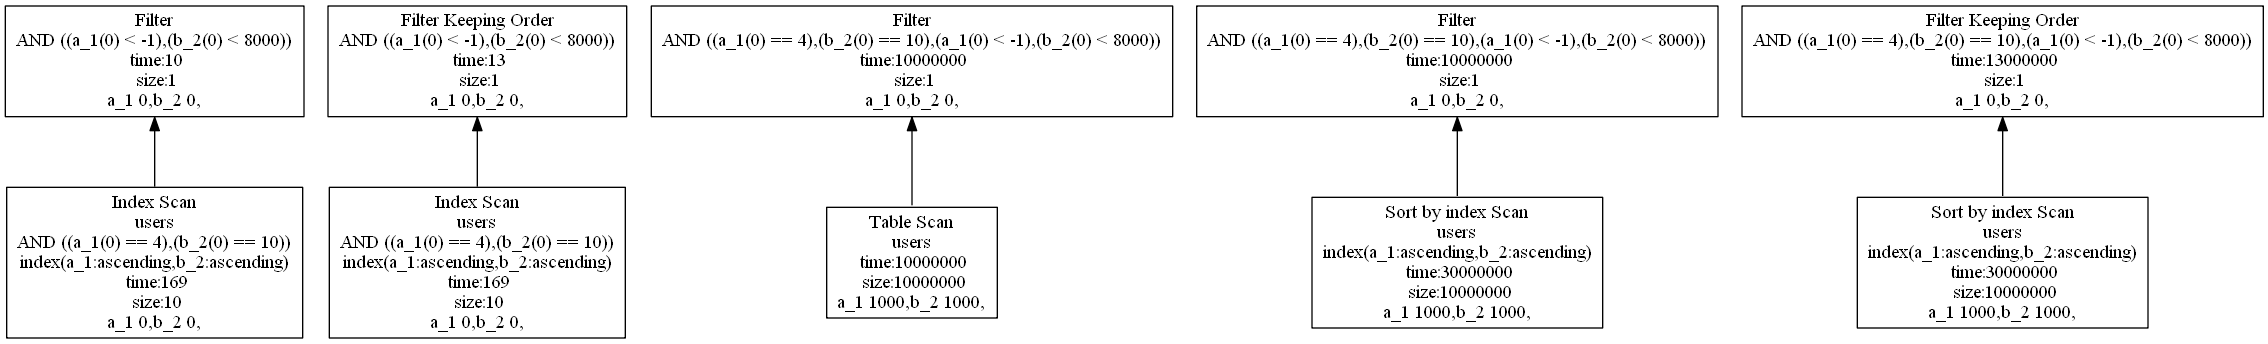 Filter
AND ((a_1(0) < -1),(b_2(0) < 8000))
time:10
size:1
a_1 0,b_2 0,
Index Scan
users
AND ((a_1(0) == 4),(b_2(0) == 10))
index(a_1:ascending,b_2:ascending)
time:169
size:10
a_1 0,b_2 0,
Filter Keeping Order
AND ((a_1(0) < -1),(b_2(0) < 8000))
time:13
size:1
a_1 0,b_2 0,
Index Scan
users
AND ((a_1(0) == 4),(b_2(0) == 10))
index(a_1:ascending,b_2:ascending)
time:169
size:10
a_1 0,b_2 0,
Filter
AND ((a_1(0) == 4),(b_2(0) == 10),(a_1(0) < -1),(b_2(0) < 8000))
time:10000000
size:1
a_1 0,b_2 0,
Table Scan
users
time:10000000
size:10000000
a_1 1000,b_2 1000,
Filter
AND ((a_1(0) == 4),(b_2(0) == 10),(a_1(0) < -1),(b_2(0) < 8000))
time:10000000
size:1
a_1 0,b_2 0,
Sort by index Scan
users
index(a_1:ascending,b_2:ascending)
time:30000000
size:10000000
a_1 1000,b_2 1000,
Filter Keeping Order
AND ((a_1(0) == 4),(b_2(0) == 10),(a_1(0) < -1),(b_2(0) < 8000))
time:13000000
size:1
a_1 0,b_2 0,
Sort by index Scan
users
index(a_1:ascending,b_2:ascending)
time:30000000
size:10000000
a_1 1000,b_2 1000,